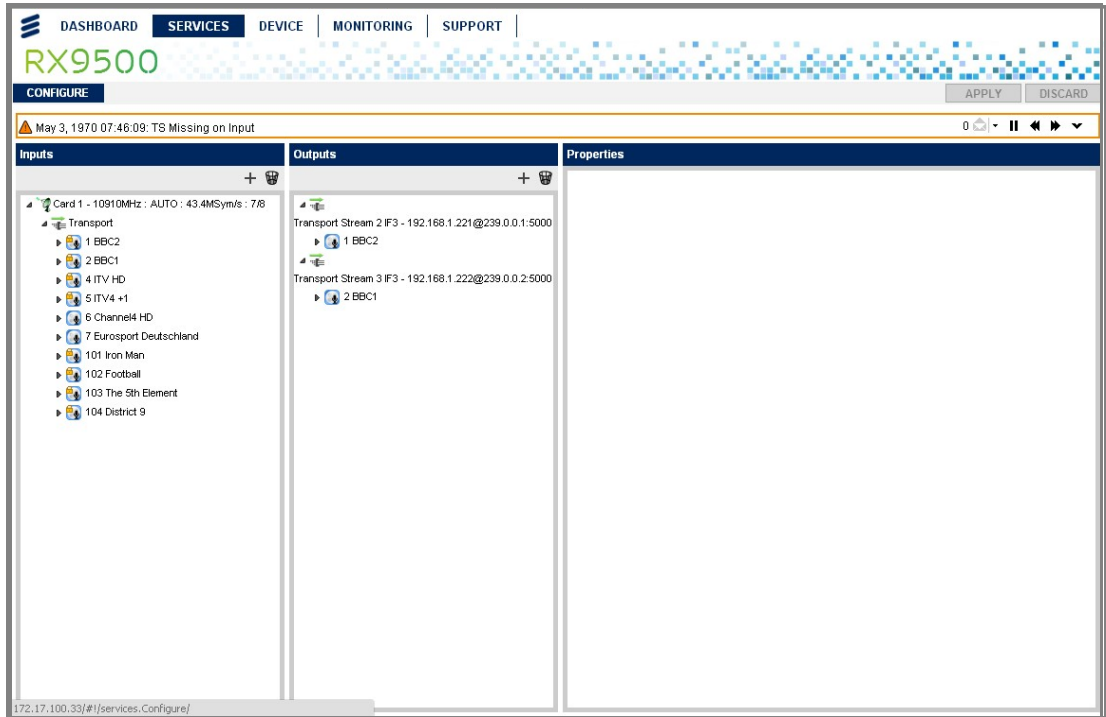 DASHBOARD SERVICES DEVICE MONITORING SUPPORT
RX9500
CONFIGURE APPLY DISCARD
May 3, 1970 07:46:09: TS Missing on Input 0
Inputs Outputs Properties
Card 1 - 10910MHz : AUTO : 43.4MSym/s : 7/8
Transport
1 BBC2
2 BBC1
4 ITV HD
5 ITV4 +1
6 Channel4 HD
7 Eurosport Deutschland
101 Iron Man
102 Football
103 The 5th Element
104 District 9
Transport Stream 2 IF3 - 192.168.1.221@239.0.0.1:5000
1 BBC2
Transport Stream 3 IF3 - 192.168.1.222@239.0.0.2:5000
2 BBC1
172.17.100.33/#!/services.Configure/